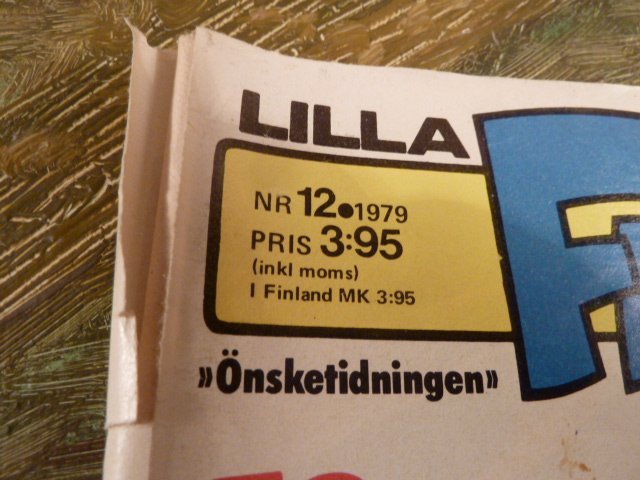 LILLA
NR 12•1979
PRIS 3:95
(inkl moms)
I Finland MK 3:95
»Önsketidningen»